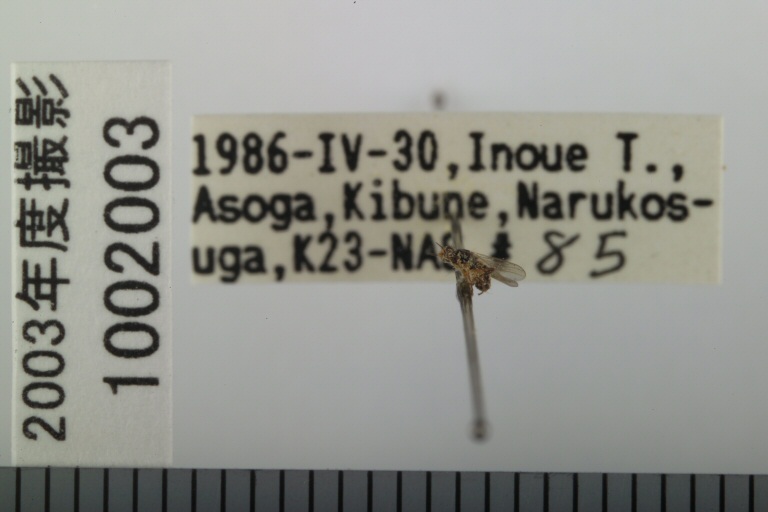 2003年度撮影
1002003
1986-IV-30,Inoue T.,
Asoga,Kibune,Narukos-
uga,K23-NAS # 85